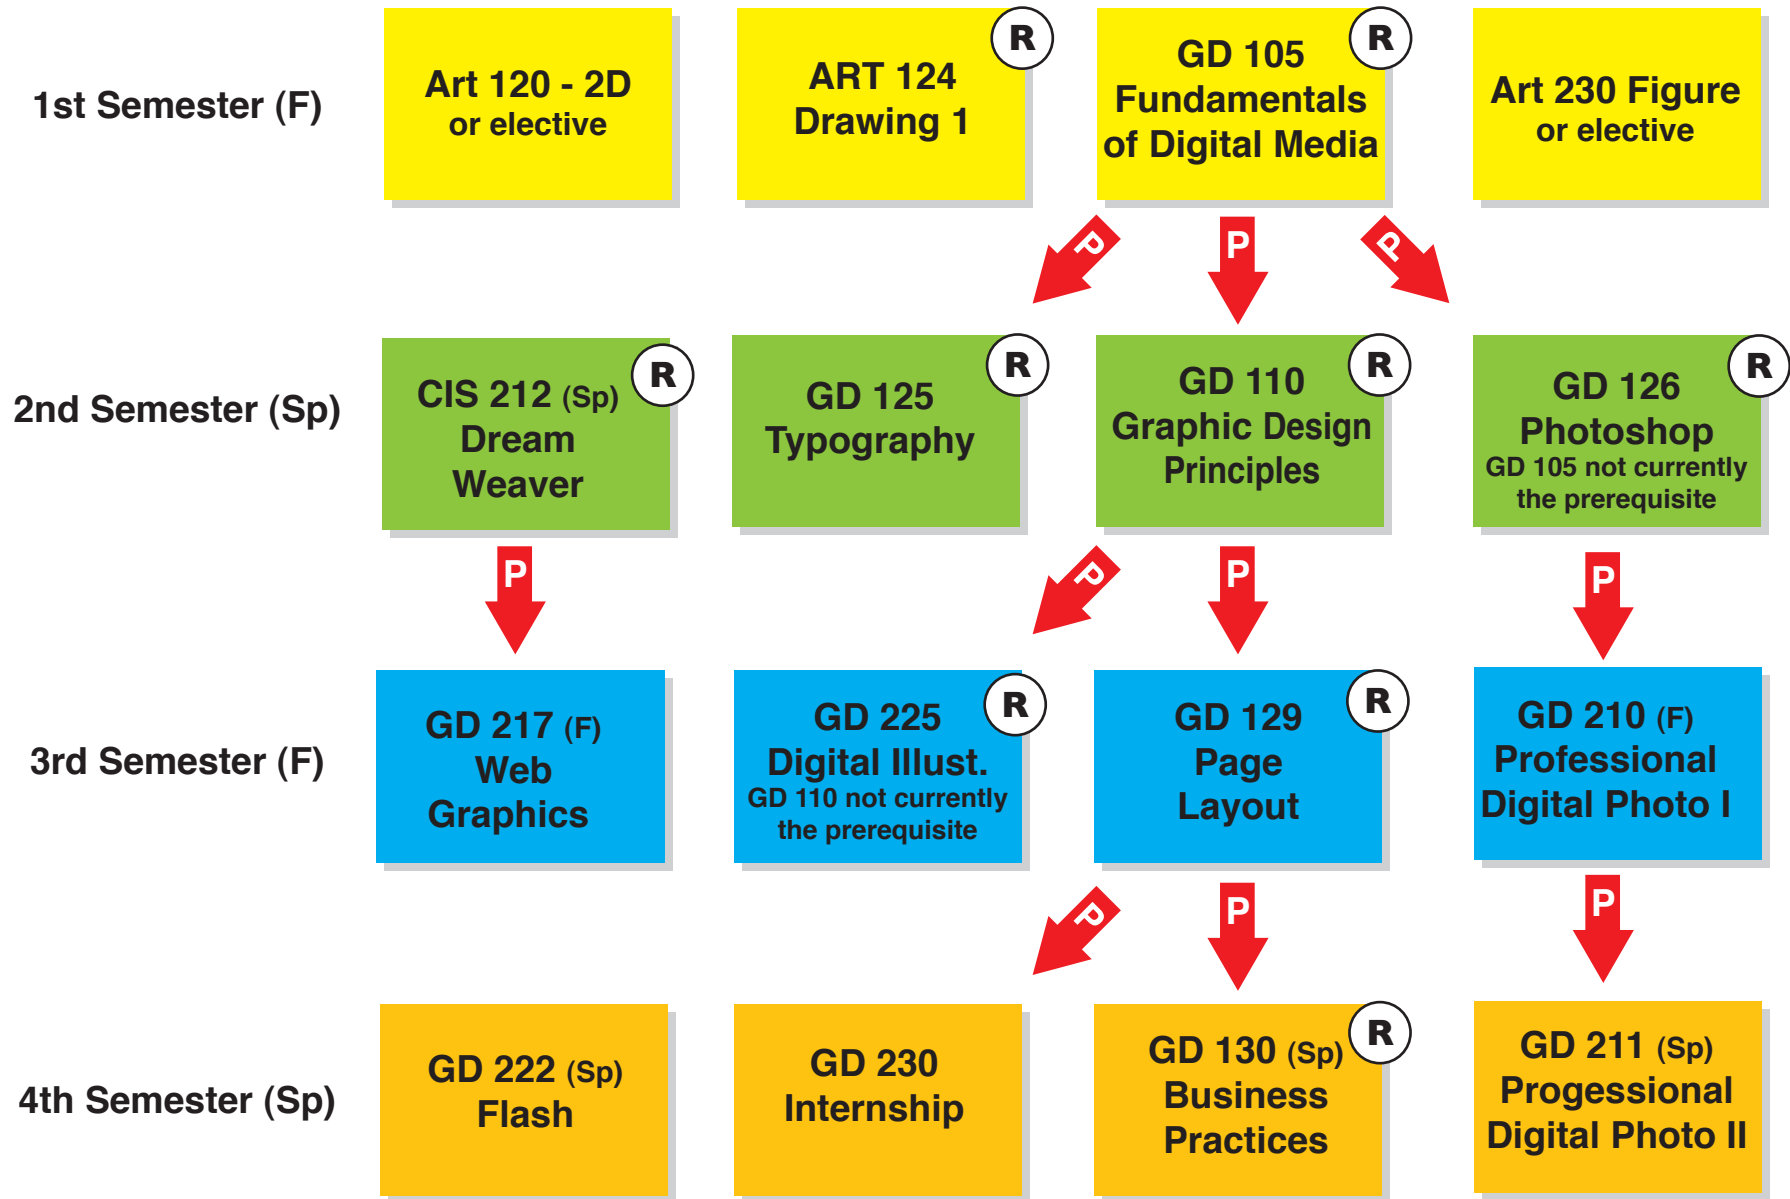 1st Semester (F)
Art 120 - 2D
or elective
R
ART 124
Drawing 1
R
GD 105
Fundamentals
of Digital Media
Art 230 Figure
or elective
P
P
P
2nd Semester (Sp)
R
CIS 212 (Sp)
Dream
Weaver
R
GD 125
Typography
R
GD 110
Graphic Design
Principles
R
GD 126
Photoshop
GD 105 not currently
the prerequisite
P
P
P
P
3rd Semester (F)
GD 217 (F)
Web
Graphics
R
GD 225
Digital Illust.
GD 110 not currently
the prerequisite
R
GD 129
Page
Layout
GD 210 (F)
Professional
Digital Photo I
P
P
P
4th Semester (Sp)
GD 222 (Sp)
Flash
GD 230
Internship
R
GD 130 (Sp)
Business
Practices
GD 211 (Sp)
Progessional
Digital Photo II